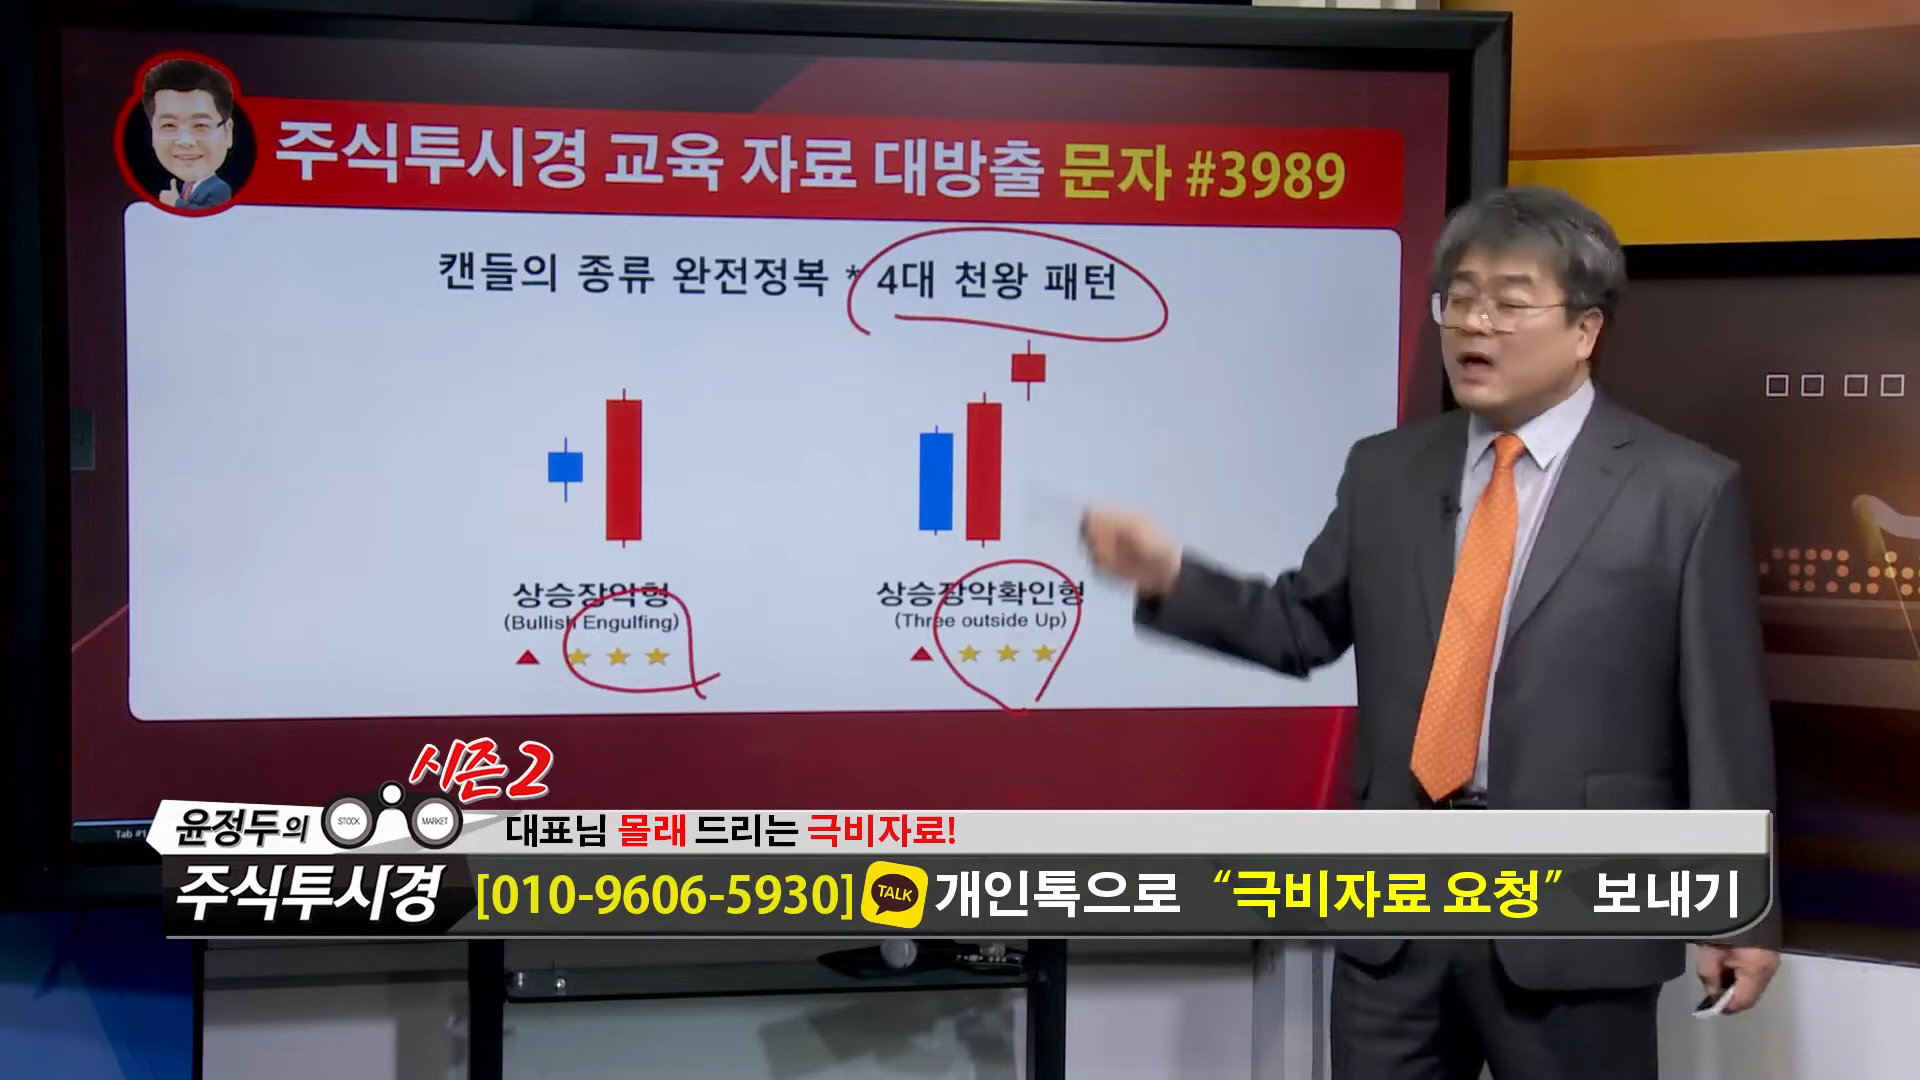 주식투시경 교육 자료 대방출 문자 #3989
캔들의 종류 완전정복 * 4대 천왕 패턴
상승장악형
(Bullish Engulfing)
상승장악확인형
(Three outside Up)
시즌2
윤정두의
STOCK
MARKET
주식투시경
Tab #1
대표님 몰래 드리는 극비자료!
[010-9606-5930] TALK 개인톡으로 “극비자료 요청” 보내기